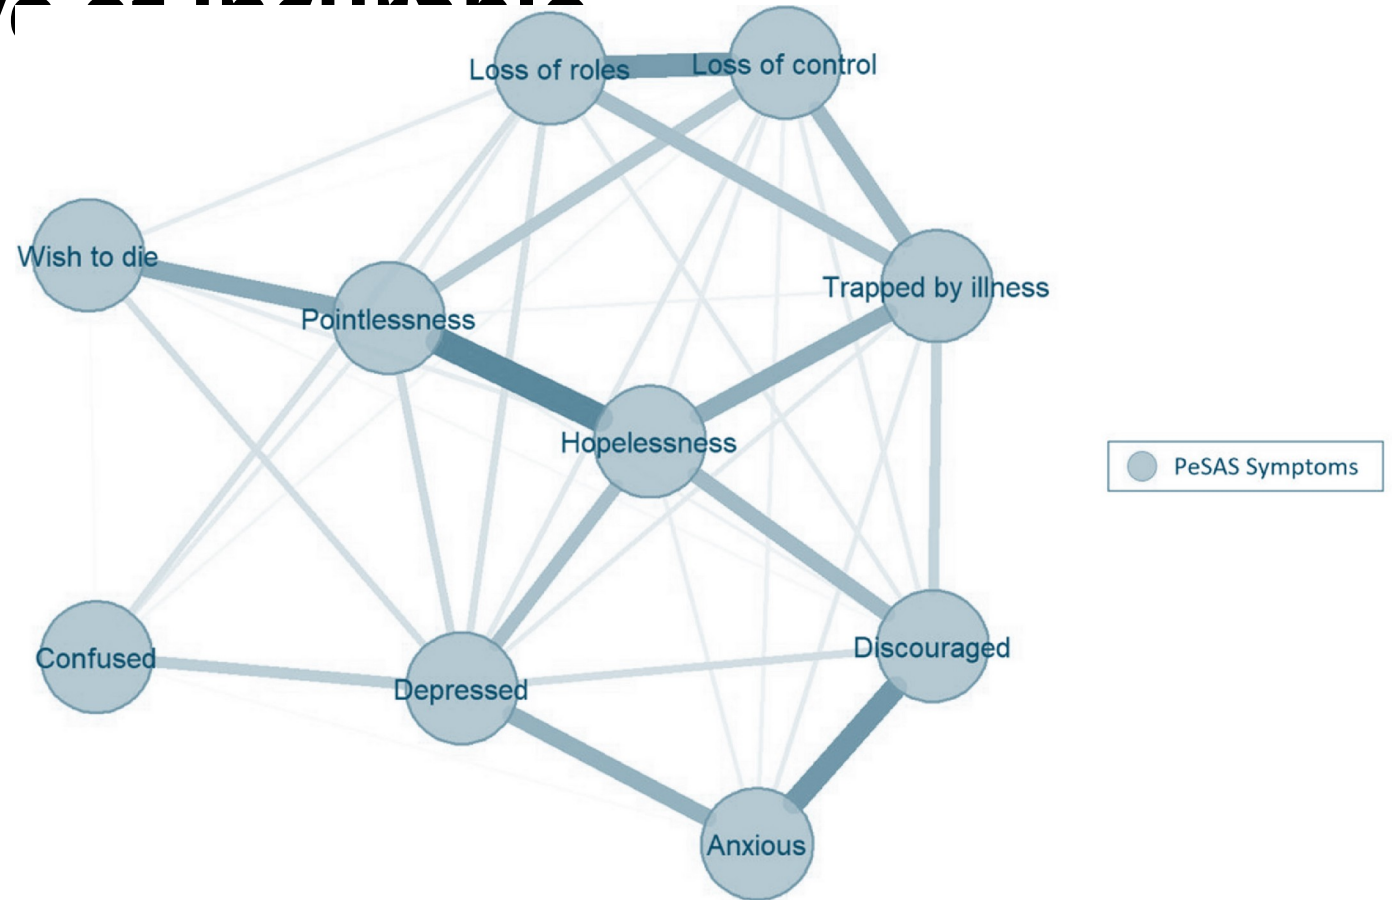 Loss of roles
Loss of control
Wish to die
Trapped by illness
Pointlessness
Hopelessness
PeSAS Symptoms
Discouraged
Confused
Depressed
Anxious